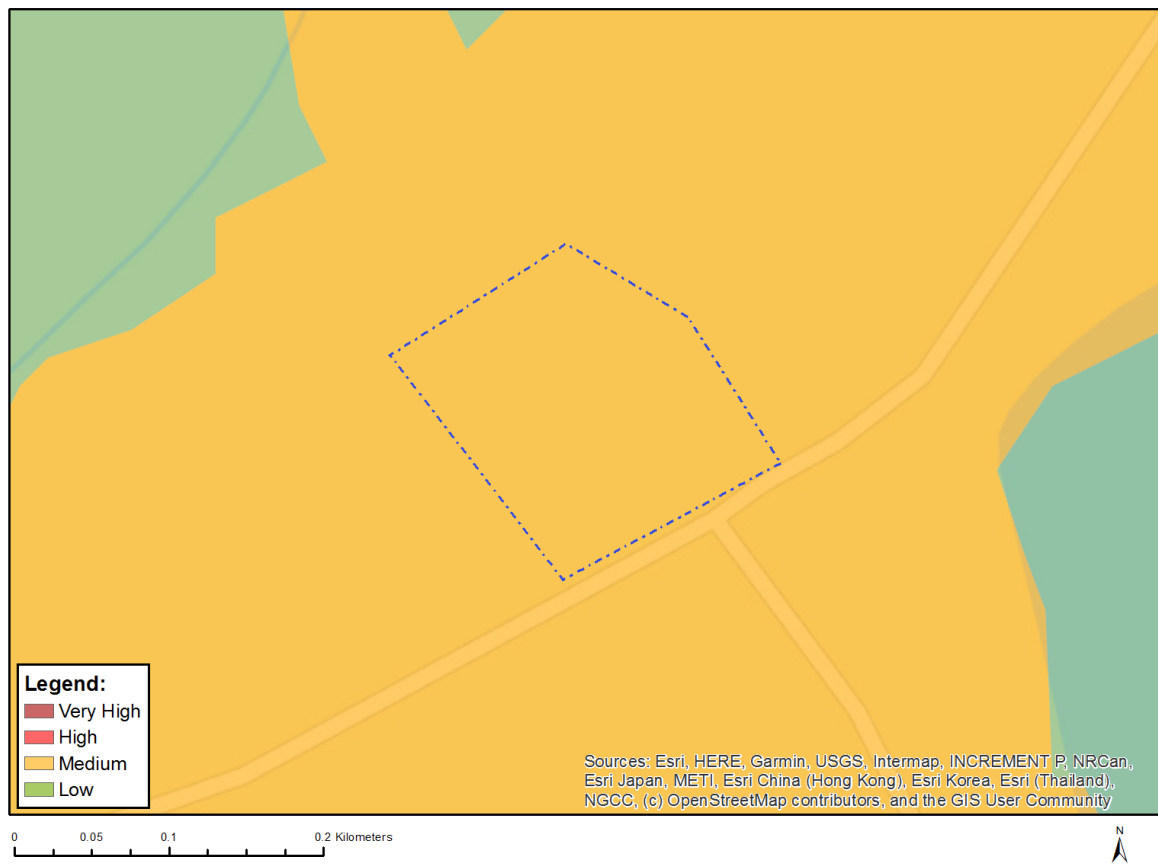 Legend:
Very High
High
Medium
Low
Sources: Esri, HERE, Garmin, USGS, Intermap, INCREMENT P, NRCan,
Esri Japan, METI, Esri China (Hong Kong), Esri Korea, Esri (Thailand),
NGCC, (c) OpenStreetMap contributors, and the GIS User Community
0 0.05 0.1 0.2 Kilometers
N